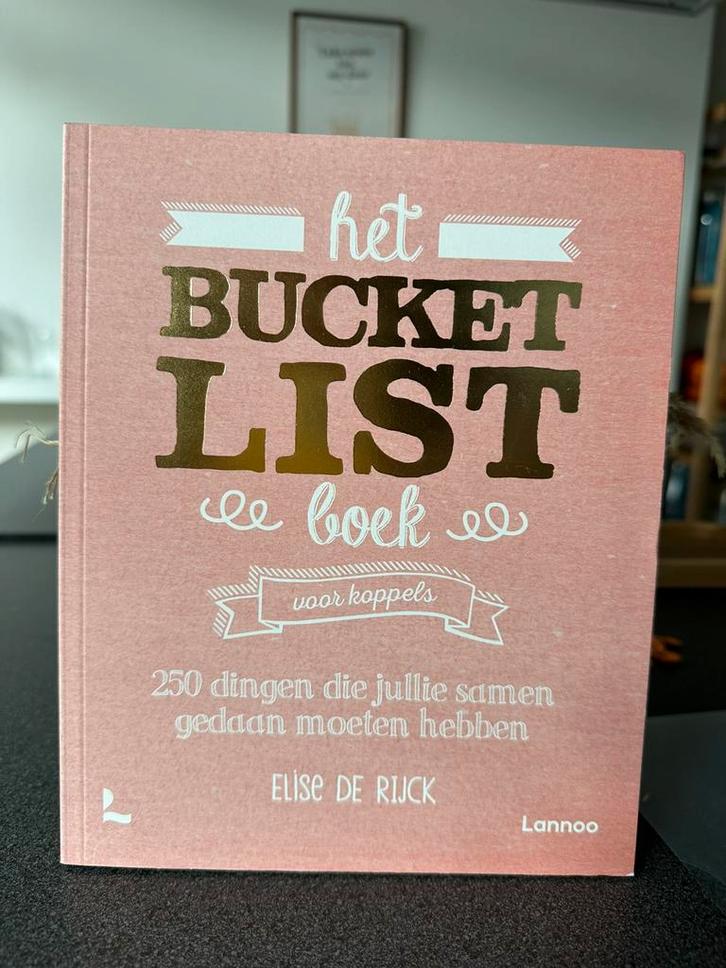 het
BUCKET
LIST
boek
voor koppels
250 dingen die jullie samen
gedaan moeten hebben
Elise De Rijck
Lannoo